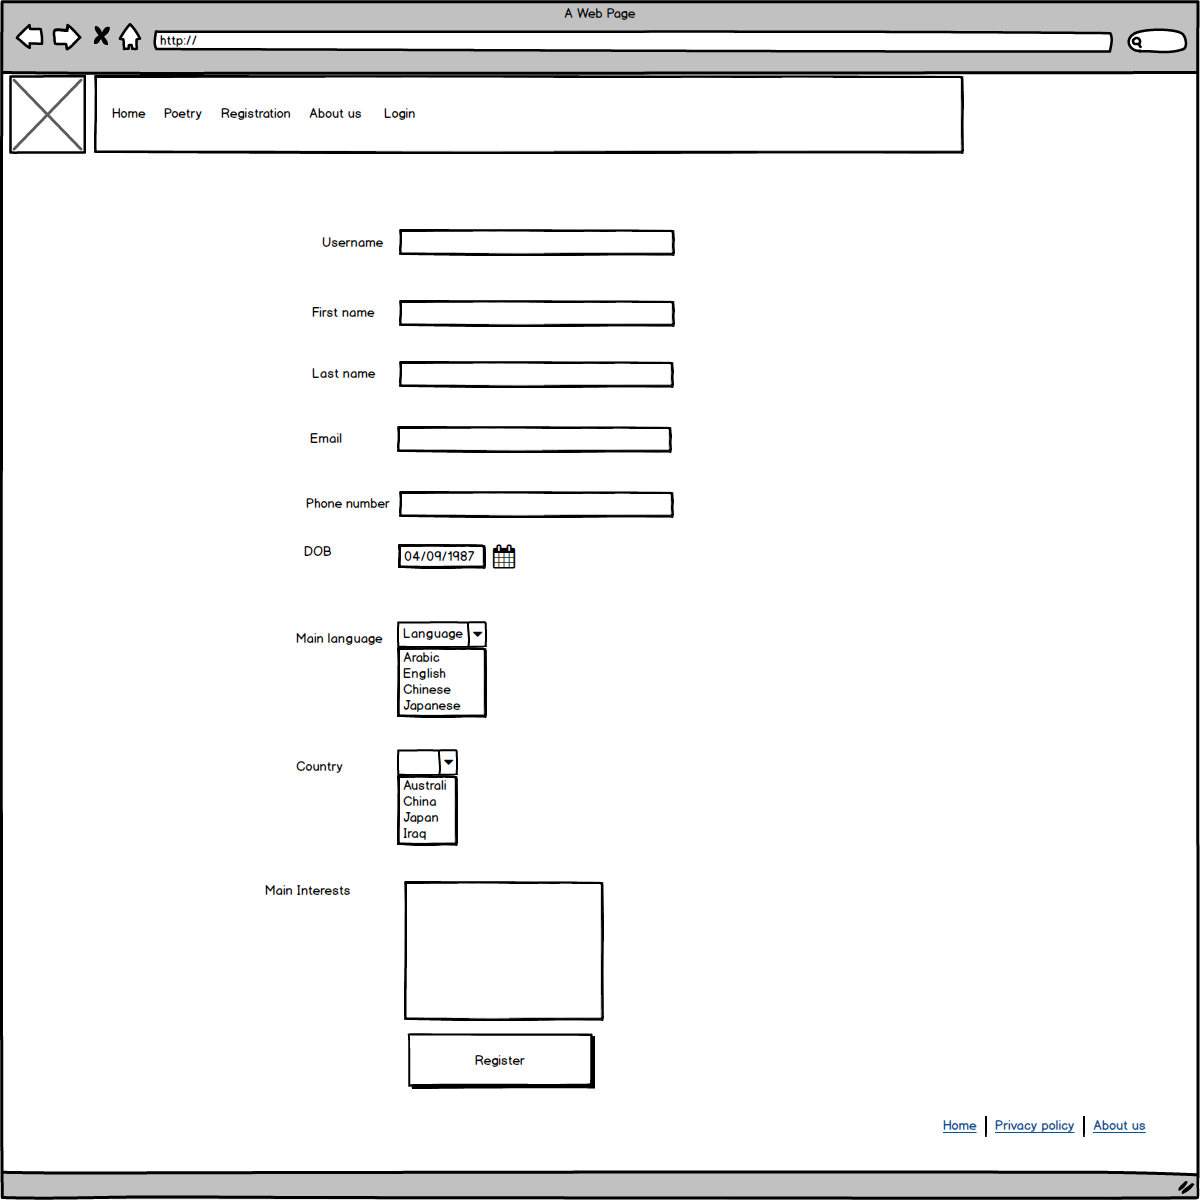 A Web Page
http://
Home Poetry Registration About us Login
Username
First name
Last name
Email
Phone number
DOB 04/09/1987
Main language Language
Arabic
English
Chinese
Japanese
Country
Australi
China
Japan
Iraq
Main Interests
Register
Home Privacy policy About us